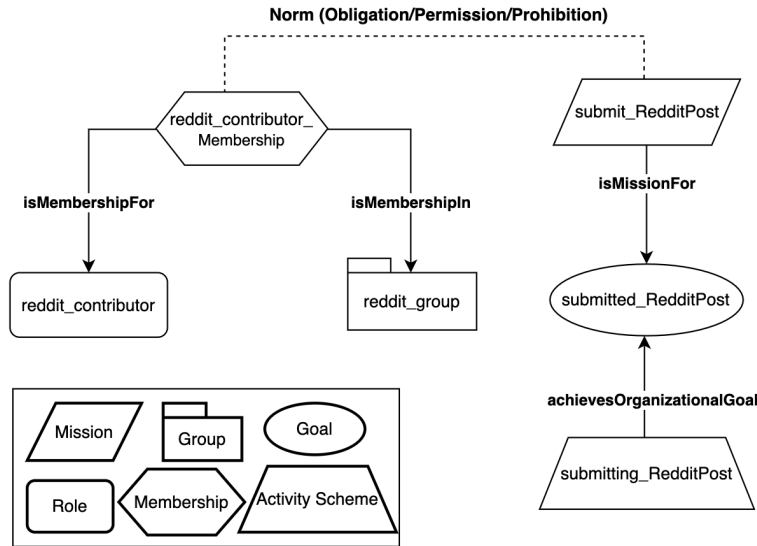 Norm (Obligation/Permission/Prohibition)
reddit_contributor_
Membership
submit_RedditPost
isMembershipFor
isMembershipIn
isMissionFor
reddit_contributor
reddit_group
submitted_RedditPost
achievesOrganizationalGoal
submitting_RedditPost
Mission
Group
Goal
Role
Membership
Activity Scheme